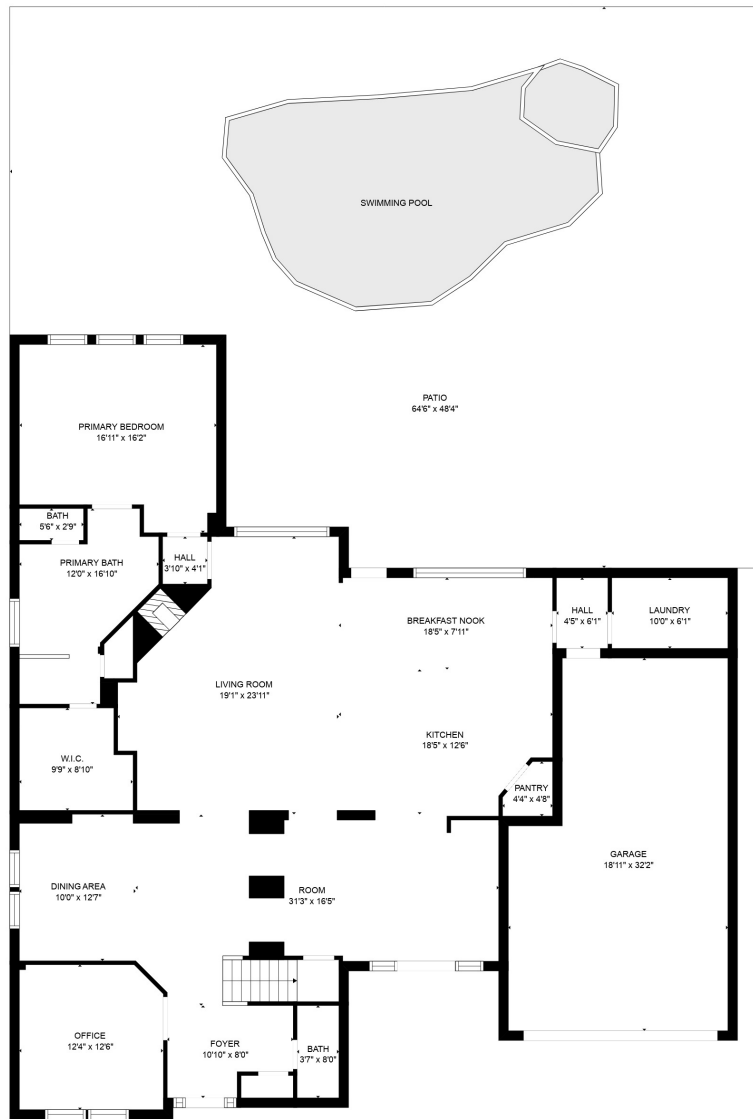 SWIMMING POOL
PATIO
64'6" x 48'4"
PRIMARY BEDROOM
16'11" x 16'2"
BATH
5'6" x 2'9"
PRIMARY BATH
12'0" x 16'10"
HALL
3'10" x 4'1"
BREAKFAST NOOK
18'5" x 7'11"
HALL
4'5" x 6'1"
LAUNDRY
10'0" x 6'1"
LIVING ROOM
19'1" x 23'11"
KITCHEN
18'5" x 12'6"
W.I.C.
9'9" x 8'10"
PANTRY
4'4" x 4'8"
GARAGE
18'11" x 32'2"
DINING AREA
10'0" x 12'7"
ROOM
31'3" x 16'5"
OFFICE
12'4" x 12'6"
FOYER
10'10" x 8'0"
BATH
3'7" x 8'0"